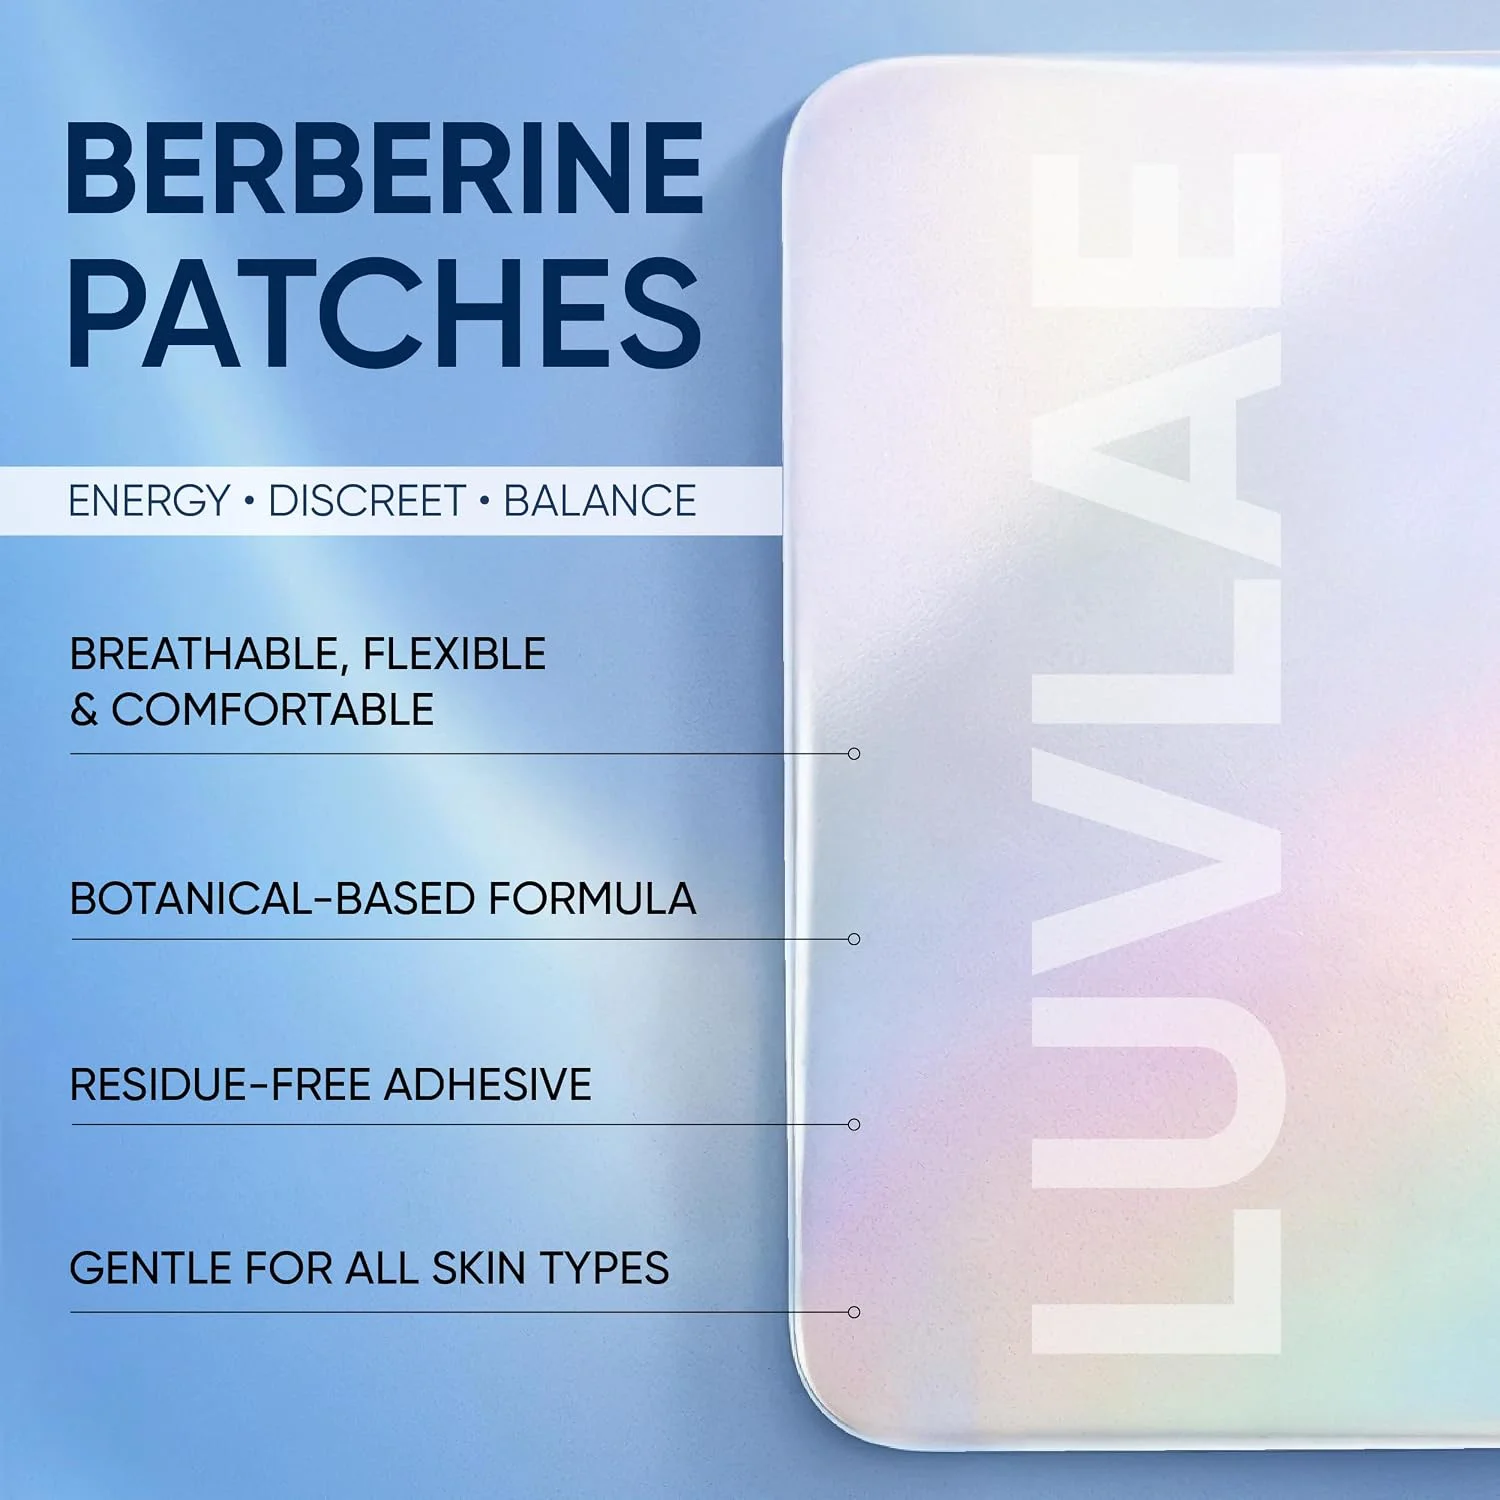 BERBERINE
PATCHES
ENERGY • DISCREET • BALANCE
BREATHABLE, FLEXIBLE
& COMFORTABLE
BOTANICAL-BASED FORMULA
RESIDUE-FREE ADHESIVE
GENTLE FOR ALL SKIN TYPES
LUVLAE